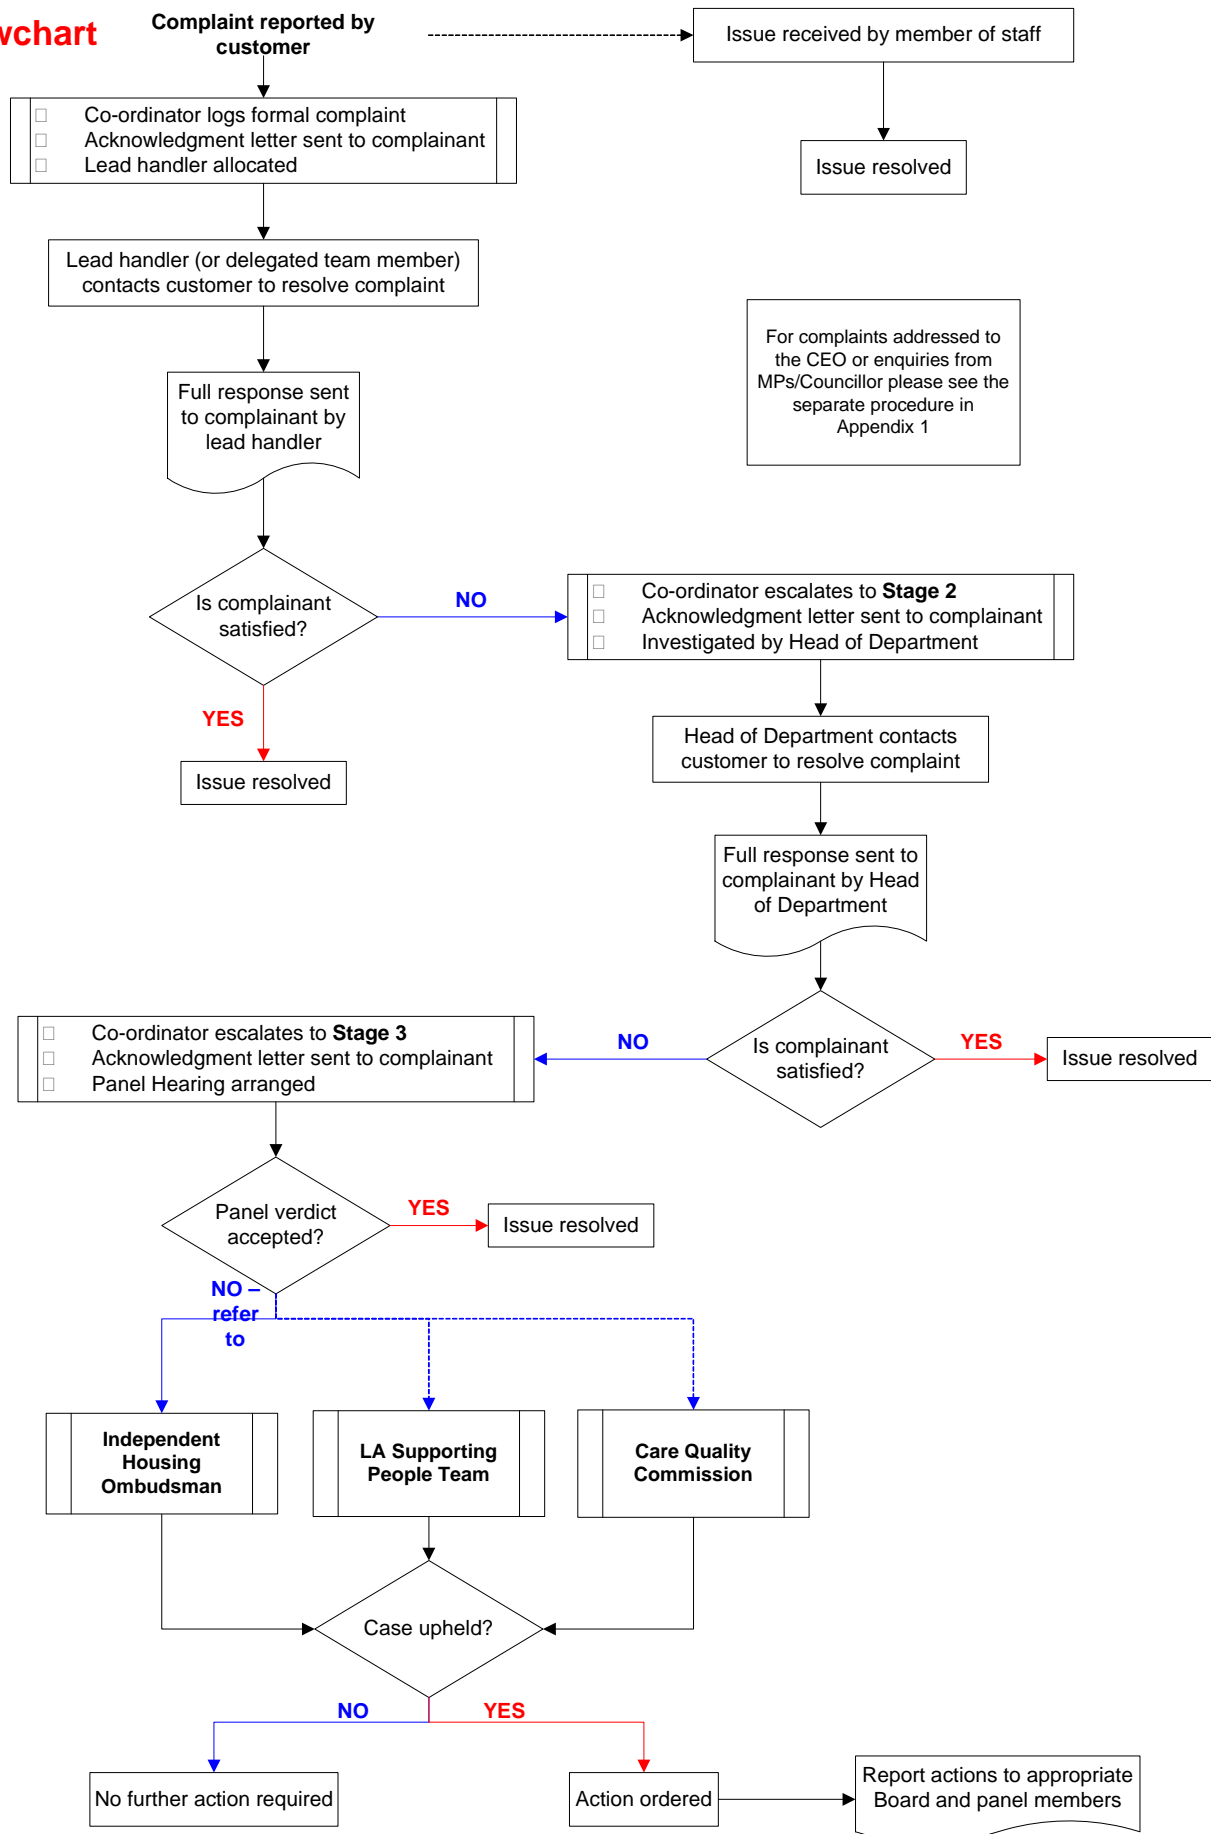 wchart
Complaint reported by
customer
Issue received by member of staff
Co-ordinator logs formal complaint
Acknowledgment letter sent to complainant
Lead handler allocated
Issue resolved
Lead handler (or delegated team member)
contacts customer to resolve complaint
For complaints addressed to
the CEO or enquiries from
MPs/Councillor please see the
separate procedure in
Appendix 1
Full response sent
to complainant by
lead handler
Is complainant
satisfied?
NO
Co-ordinator escalates to Stage 2
Acknowledgment letter sent to complainant
Investigated by Head of Department
YES
Issue resolved
Head of Department contacts
customer to resolve complaint
Full response sent to
complainant by Head
of Department
Is complainant
satisfied?
YES
Issue resolved
NO
Co-ordinator escalates to Stage 3
Acknowledgment letter sent to complainant
Panel Hearing arranged
Panel verdict
accepted?
YES
Issue resolved
NO –
refer
to
Independent
Housing
Ombudsman
LA Supporting
People Team
Care Quality
Commission
Case upheld?
NO
YES
No further action required
Action ordered
Report actions to appropriate
Board and panel members